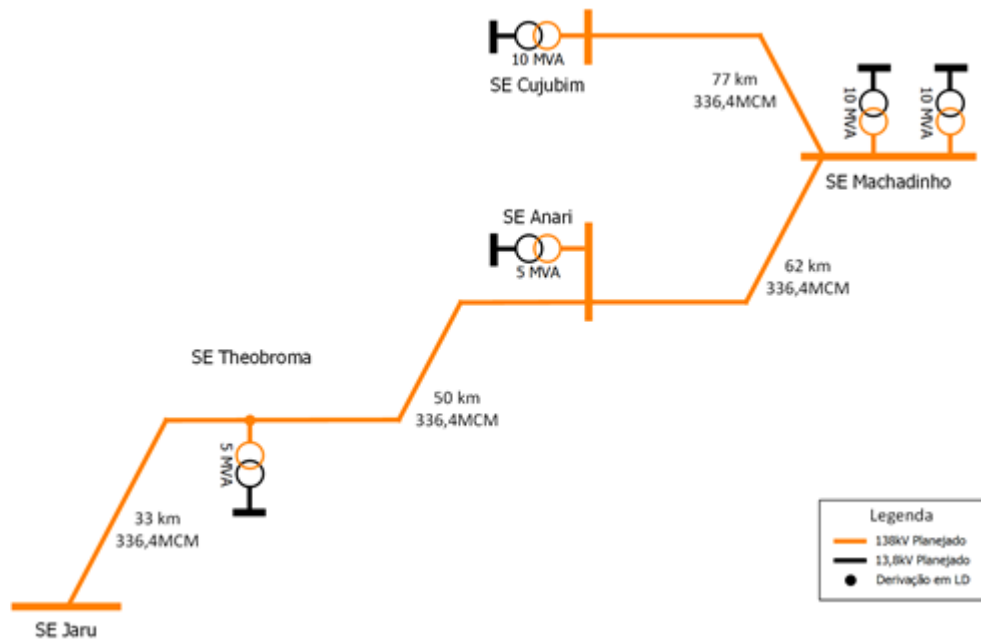 10 MVA
SE Cujubim
77 km
336,4MCM
10 MVA
10 MVA
SE Machadinho
SE Anari
5 MVA
62 km
336,4MCM
SE Theobroma
50 km
336,4MCM
5 MVA
33 km
336,4MCM
SE Jaru
Legenda
138kV Planejado
13,8kV Planejado
Derivação em LD